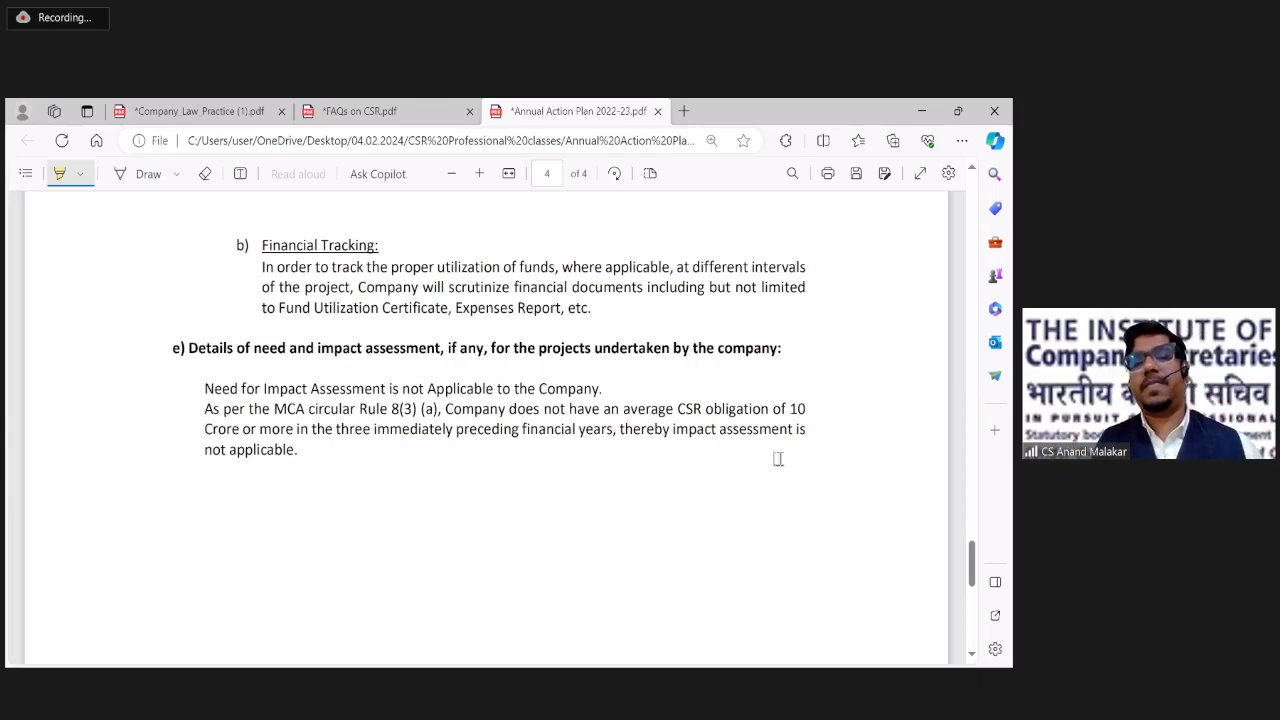 Recording...
*Company_Law_Practice (1).pdf
*FAQs on CSR.pdf
*Annual Action Plan 2022-23.pdf
File
C:/Users/user/OneDrive/Desktop/04.02.2024/CSR%20Professional%20classes/Annual%20Action%20Pla...
Draw
Read aloud
Ask Copilot
4
of 4
b) Financial Tracking:
In order to track the proper utilization of funds, where applicable, at different intervals
of the project, Company will scrutinize financial documents including but not limited
to Fund Utilization Certificate, Expenses Report, etc.
e) Details of need and impact assessment, if any, for the projects undertaken by the company:
Need for Impact Assessment is not Applicable to the Company.
As per the MCA circular Rule 8(3) (a), Company does not have an average CSR obligation of 10
Crore or more in the three immediately preceding financial years, thereby impact assessment is
not applicable.
THE INSTITUTE OF
Company
भारतीय सचिव
IN PURSUIT
Statutory
CS Anand Malakar